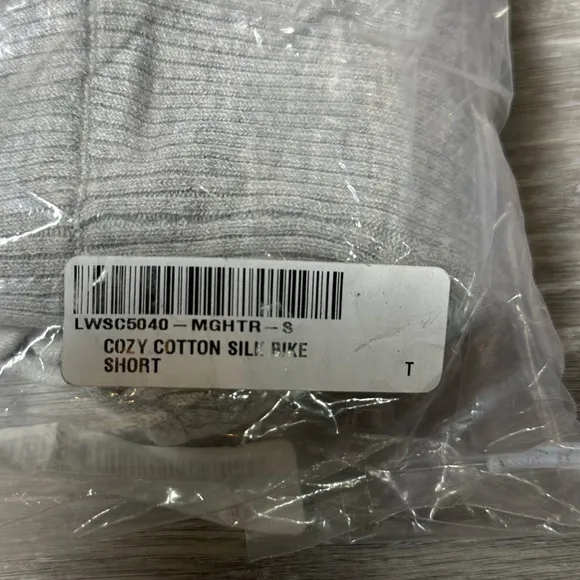 LWSC5040-MGHTR-S
COZY COTTON SILK BIKE
SHORT
T